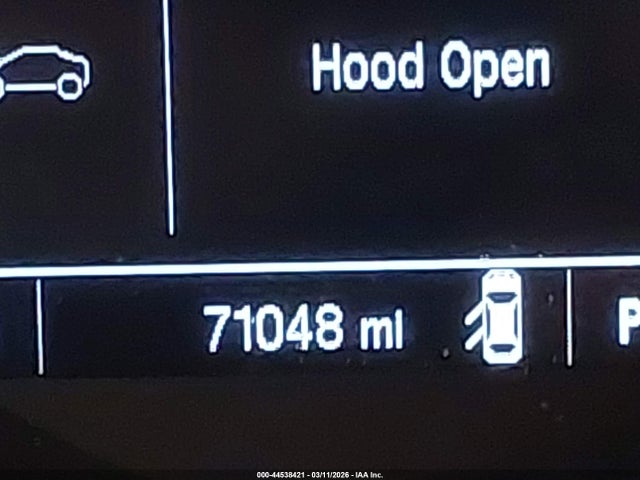 Hood Open
71048 mi
P
000-44538421 - 03/11/2026 - IAA Inc.